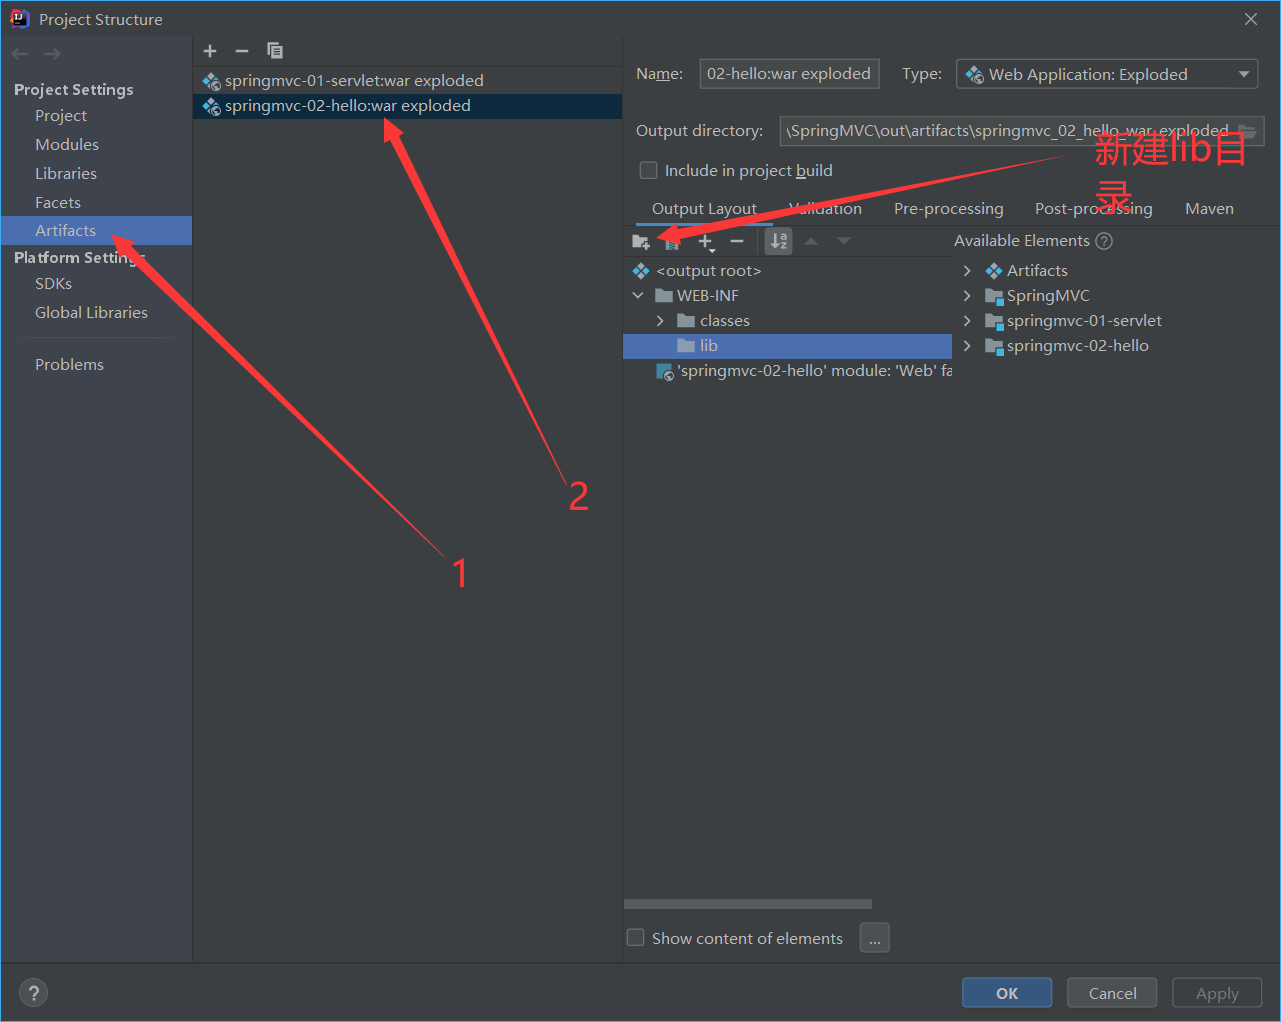 Project Structure
Project Settings
Project
Modules
Libraries
Facets
Artifacts
Platform Settings
SDKs
Global Libraries
Problems
springmvc-01-servlet:war exploded
springmvc-02-hello:war exploded
Name: 02-hello:war exploded Type: Web Application: Exploded
Output directory: \SpringMVC\out\artifacts\springmvc_02_hello_war_exploded
Include in project build
新建lib目
录
Output Layout Validation Pre-processing Post-processing Maven
Available Elements ?
<output root>
WEB-INF
classes
lib
'springmvc-02-hello' module: 'Web' fa
Artifacts
SpringMVC
springmvc-01-servlet
springmvc-02-hello
2
1
Show content of elements ...
? OK Cancel Apply